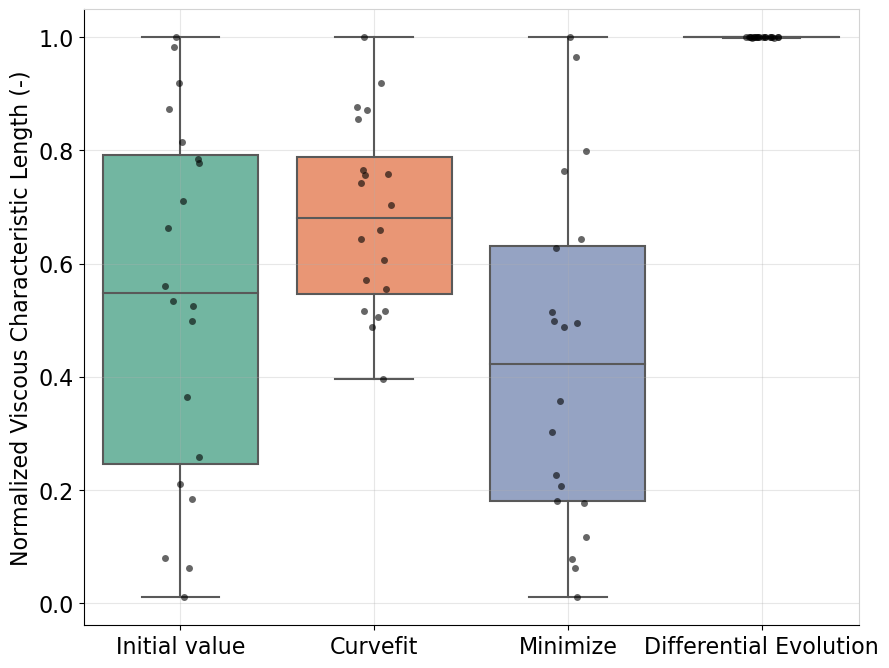 Normalized Viscous Characteristic Length (-)
1.0
0.8
0.6
0.4
0.2
0.0
Initial value
Curvefit
Minimize
Differential Evolution